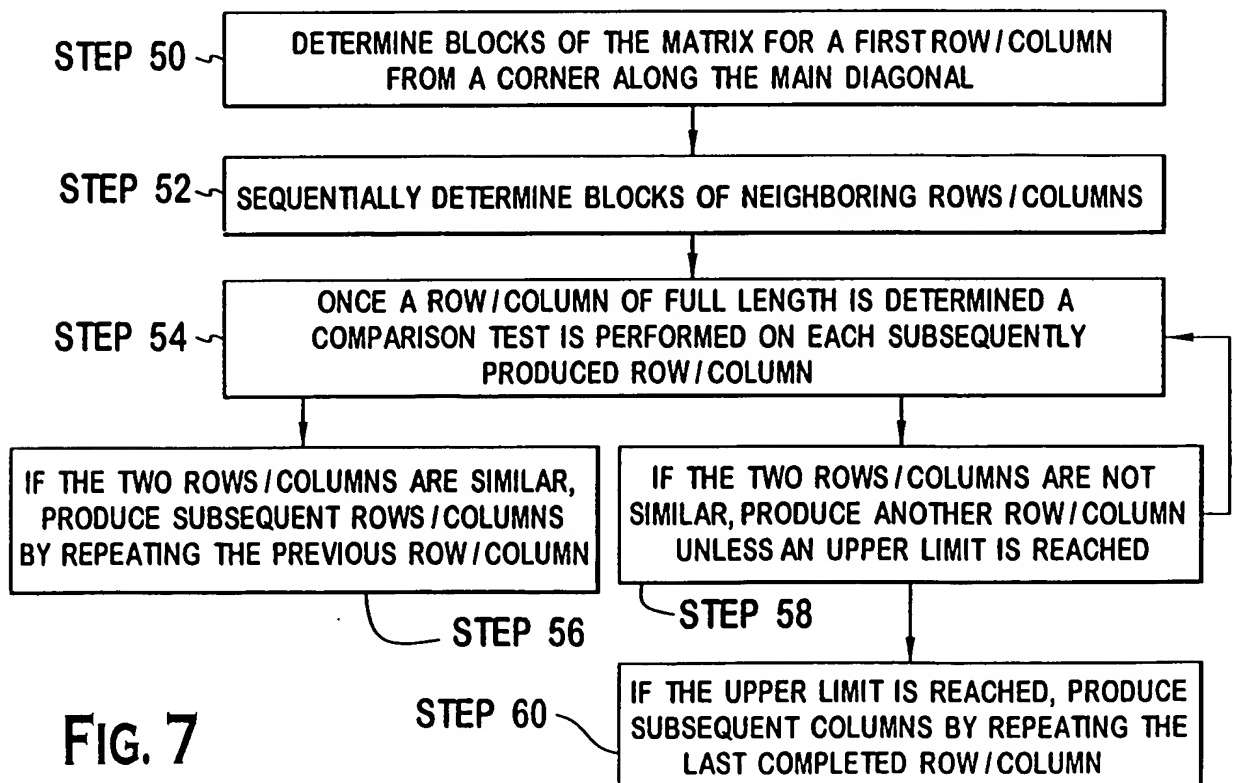 STEP 50
DETERMINE BLOCKS OF THE MATRIX FOR A FIRST ROW / COLUMN
FROM A CORNER ALONG THE MAIN DIAGONAL
STEP 52
SEQUENTIALLY DETERMINE BLOCKS OF NEIGHBORING ROWS / COLUMNS
STEP 54
ONCE A ROW / COLUMN OF FULL LENGTH IS DETERMINED A
COMPARISON TEST IS PERFORMED ON EACH SUBSEQUENTLY
PRODUCED ROW / COLUMN
IF THE TWO ROWS / COLUMNS ARE SIMILAR,
PRODUCE SUBSEQUENT ROWS / COLUMNS
BY REPEATING THE PREVIOUS ROW / COLUMN
STEP 56
IF THE TWO ROWS / COLUMNS ARE NOT
SIMILAR, PRODUCE ANOTHER ROW / COLUMN
UNLESS AN UPPER LIMIT IS REACHED
STEP 58
STEP 60
IF THE UPPER LIMIT IS REACHED, PRODUCE
SUBSEQUENT COLUMNS BY REPEATING THE
LAST COMPLETED ROW / COLUMN
FIG. 7